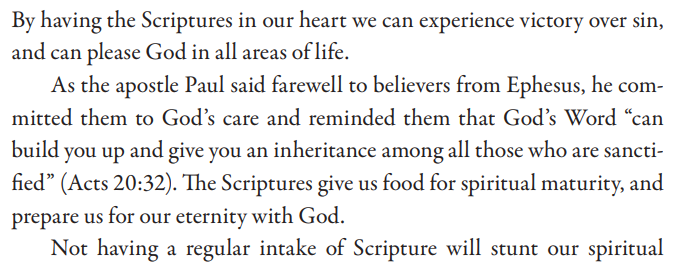 By having the Scriptures in our heart we can experience victory over sin,
and can please God in all areas of life.
As the apostle Paul said farewell to believers from Ephesus, he com-
mitted them to God’s care and reminded them that God’s Word “can
build you up and give you an inheritance among all those who are sancti-
fied” (Acts 20:32). The Scriptures give us food for spiritual maturity, and
prepare us for our eternity with God.
Not having a regular intake of Scripture will stunt our spiritual